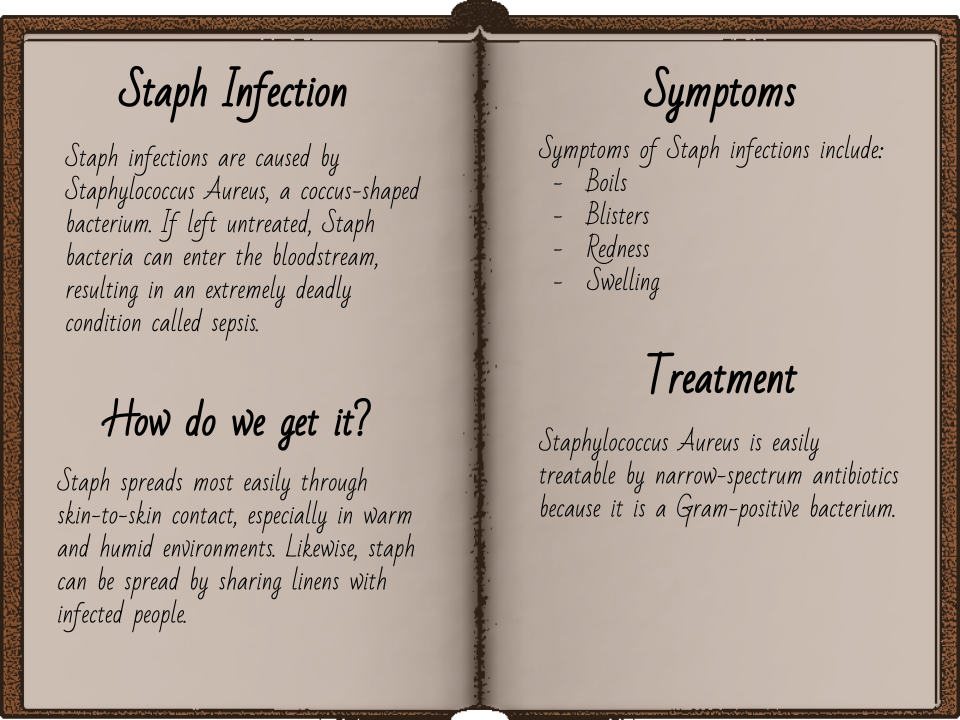 Staph Infection
Staph infections are caused by
Staphylococcus Aureus, a coccus-shaped
bacterium. If left untreated, Staph
bacteria can enter the bloodstream,
resulting in an extremely deadly
condition called sepsis.
How do we get it?
Staph spreads most easily through
skin-to-skin contact, especially in warm
and humid environments. Likewise, staph
can be spread by sharing linens with
infected people.
Symptoms
Symptoms of Staph infections include:
- Boils
- Blisters
- Redness
- Swelling
Treatment
Staphylococcus Aureus is easily
treatable by narrow-spectrum antibiotics
because it is a Gram-positive bacterium.